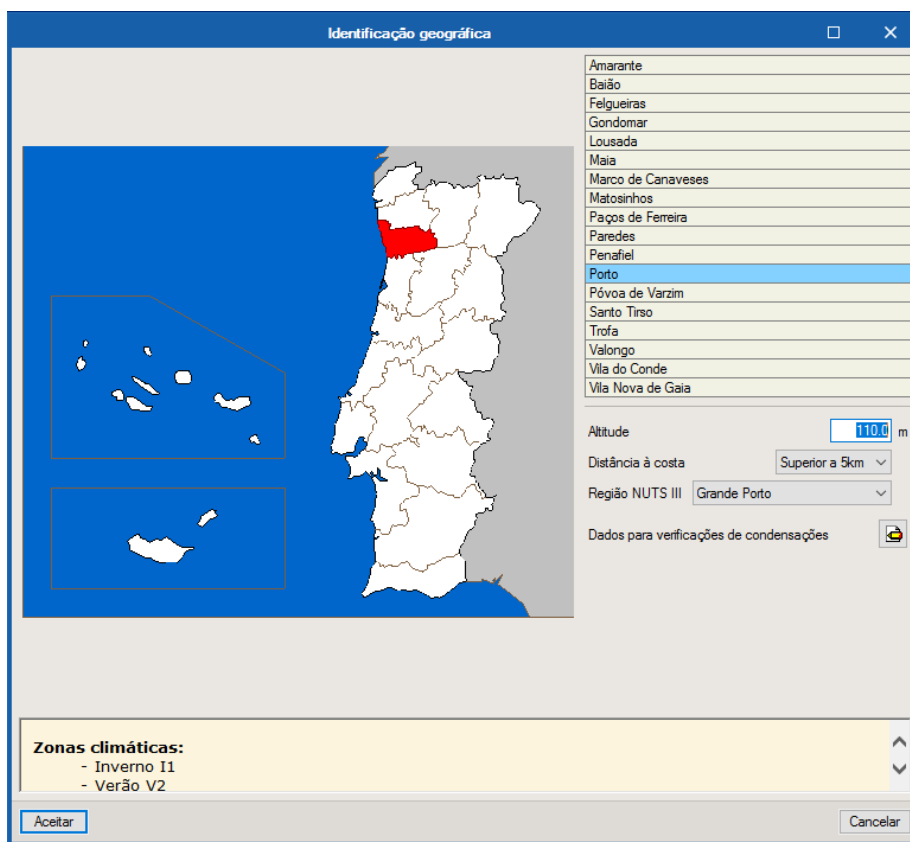 Identificação geográfica
Amarante
Baião
Felgueiras
Gondomar
Lousada
Maia
Marco de Canaveses
Matosinhos
Paços de Ferreira
Paredes
Penafiel
Porto
Póvoa de Varzim
Santo Tirso
Trofa
Valongo
Vila do Conde
Vila Nova de Gaia
Altitude 110.0 m
Distância à costa Superior a 5km
Região NUTS III Grande Porto
Dados para verificações de condensações
Zonas climáticas:
- Inverno I1
- Verão V2
Aceitar Cancelar